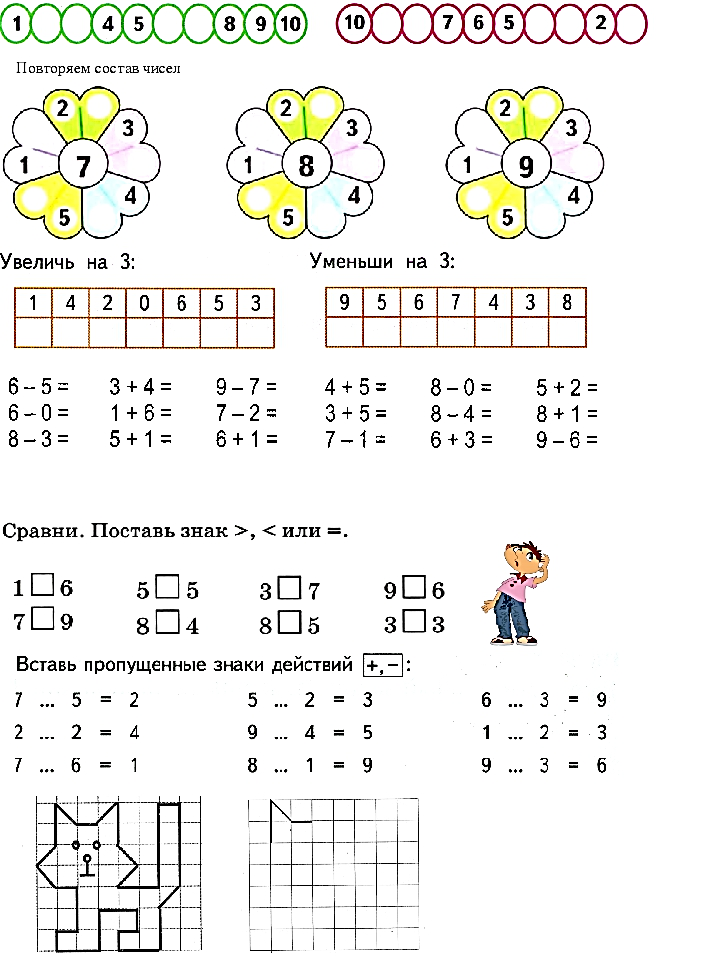 1 4 5 8 9 10 10 7 6 5 2
Повторяем состав чисел
2 3 1 7 4 5
2 3 1 8 4 5
2 3 1 9 4 5
Увеличь на 3: Уменьши на 3:
1 4 2 0 6 5 3 9 5 6 7 4 3 8
6 – 5 = 3 + 4 = 9 – 7 = 4 + 5 = 8 – 0 = 5 + 2 =
6 – 0 = 1 + 6 = 7 – 2 = 3 + 5 = 8 – 4 = 8 + 1 =
8 – 3 = 5 + 1 = 6 + 1 = 7 – 1 = 6 + 3 = 9 – 6 =
Сравни. Поставь знак >, < или =.
1 □ 6 5 □ 5 3 □ 7 9 □ 6
7 □ 9 8 □ 4 8 □ 5 3 □ 3
Вставь пропущенные знаки действий +,–:
7 ... 5 = 2 5 ... 2 = 3 6 ... 3 = 9
2 ... 2 = 4 9 ... 4 = 5 1 ... 2 = 3
7 ... 6 = 1 8 ... 1 = 9 9 ... 3 = 6